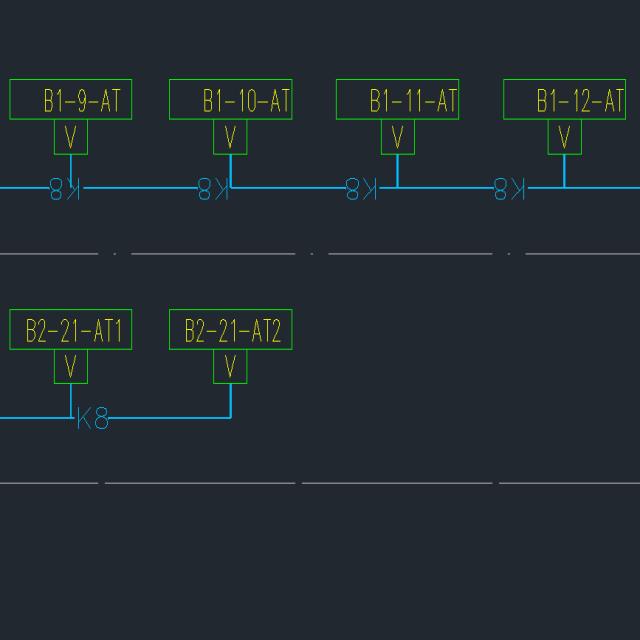 B1-9-AT B1-10-AT B1-11-AT B1-12-AT
V V V V
K8 K8 K8 K8
B2-21-AT1 B2-21-AT2
V V
K8